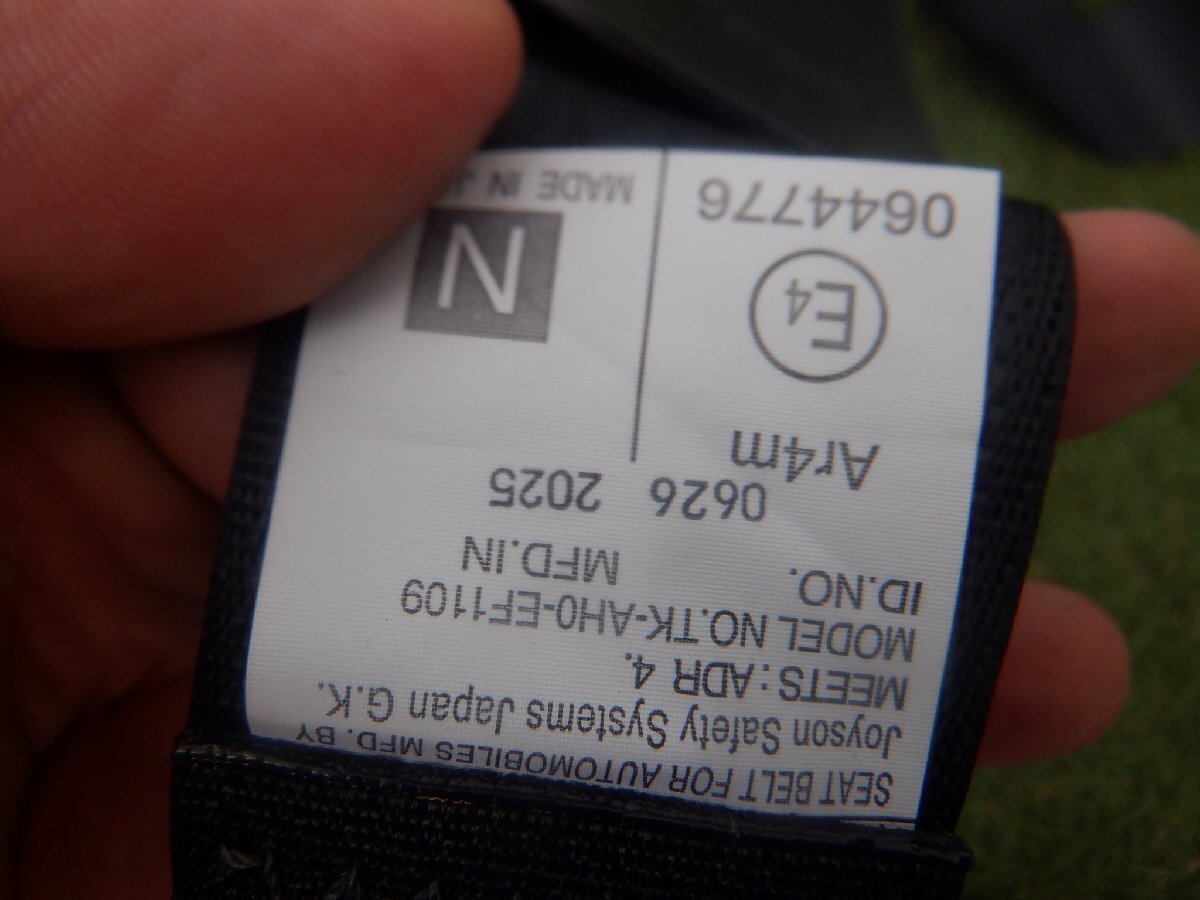 SEAT BELT FOR AUTOMOBILES MFD. BY
Joyson Safety Systems Japan G.K.
MEETS: ADR 4.
MODEL NO.TK-AH0-EF1109
ID.NO. MFD.IN
0626 2025
Ar4m
E4
N
0644776
MADE IN